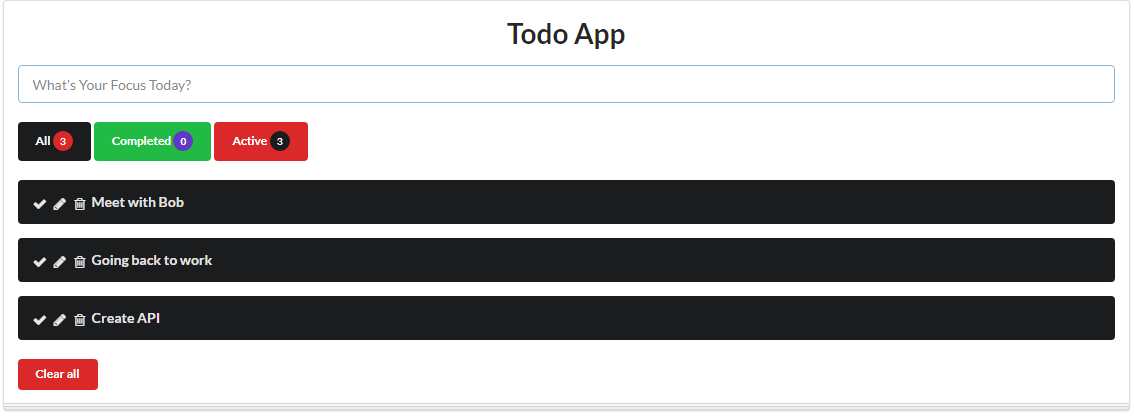 Todo App
What's Your Focus Today?
All 3 Completed 0 Active 3
Meet with Bob
Going back to work
Create API
Clear all